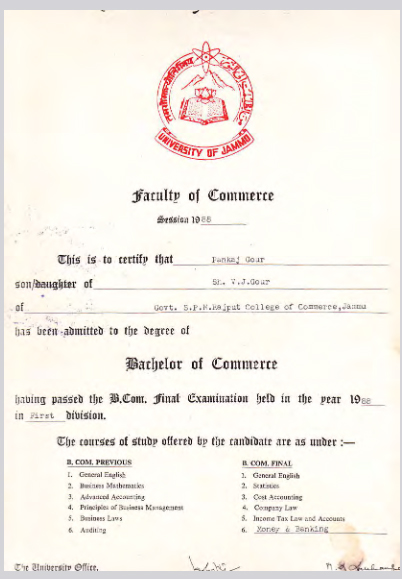 UNIVERSITY OF JAMMU
Faculty of Commerce
Session 1988
This is to certify that Pankaj Gour
son/daughter of Sh. V.J.Gour
of Govt. S.P.M.Rajput College of Commerce,Jammu
has been admitted to the degree of
Bachelor of Commerce
having passed the B.Com. Final Examination held in the year 1988
in First division.
The courses of study offered by the candidate are as under :—
B. COM. PREVIOUS
1. General English
2. Business Mathematics
3. Advanced Accounting
4. Principles of Business Management
5. Business Laws
6. Auditing
B. COM. FINAL
1. General English
2. Statistics
3. Cost Accounting
4. Company Law
5. Income Tax Law and Accounts
6. Money & Banking
The University Office,